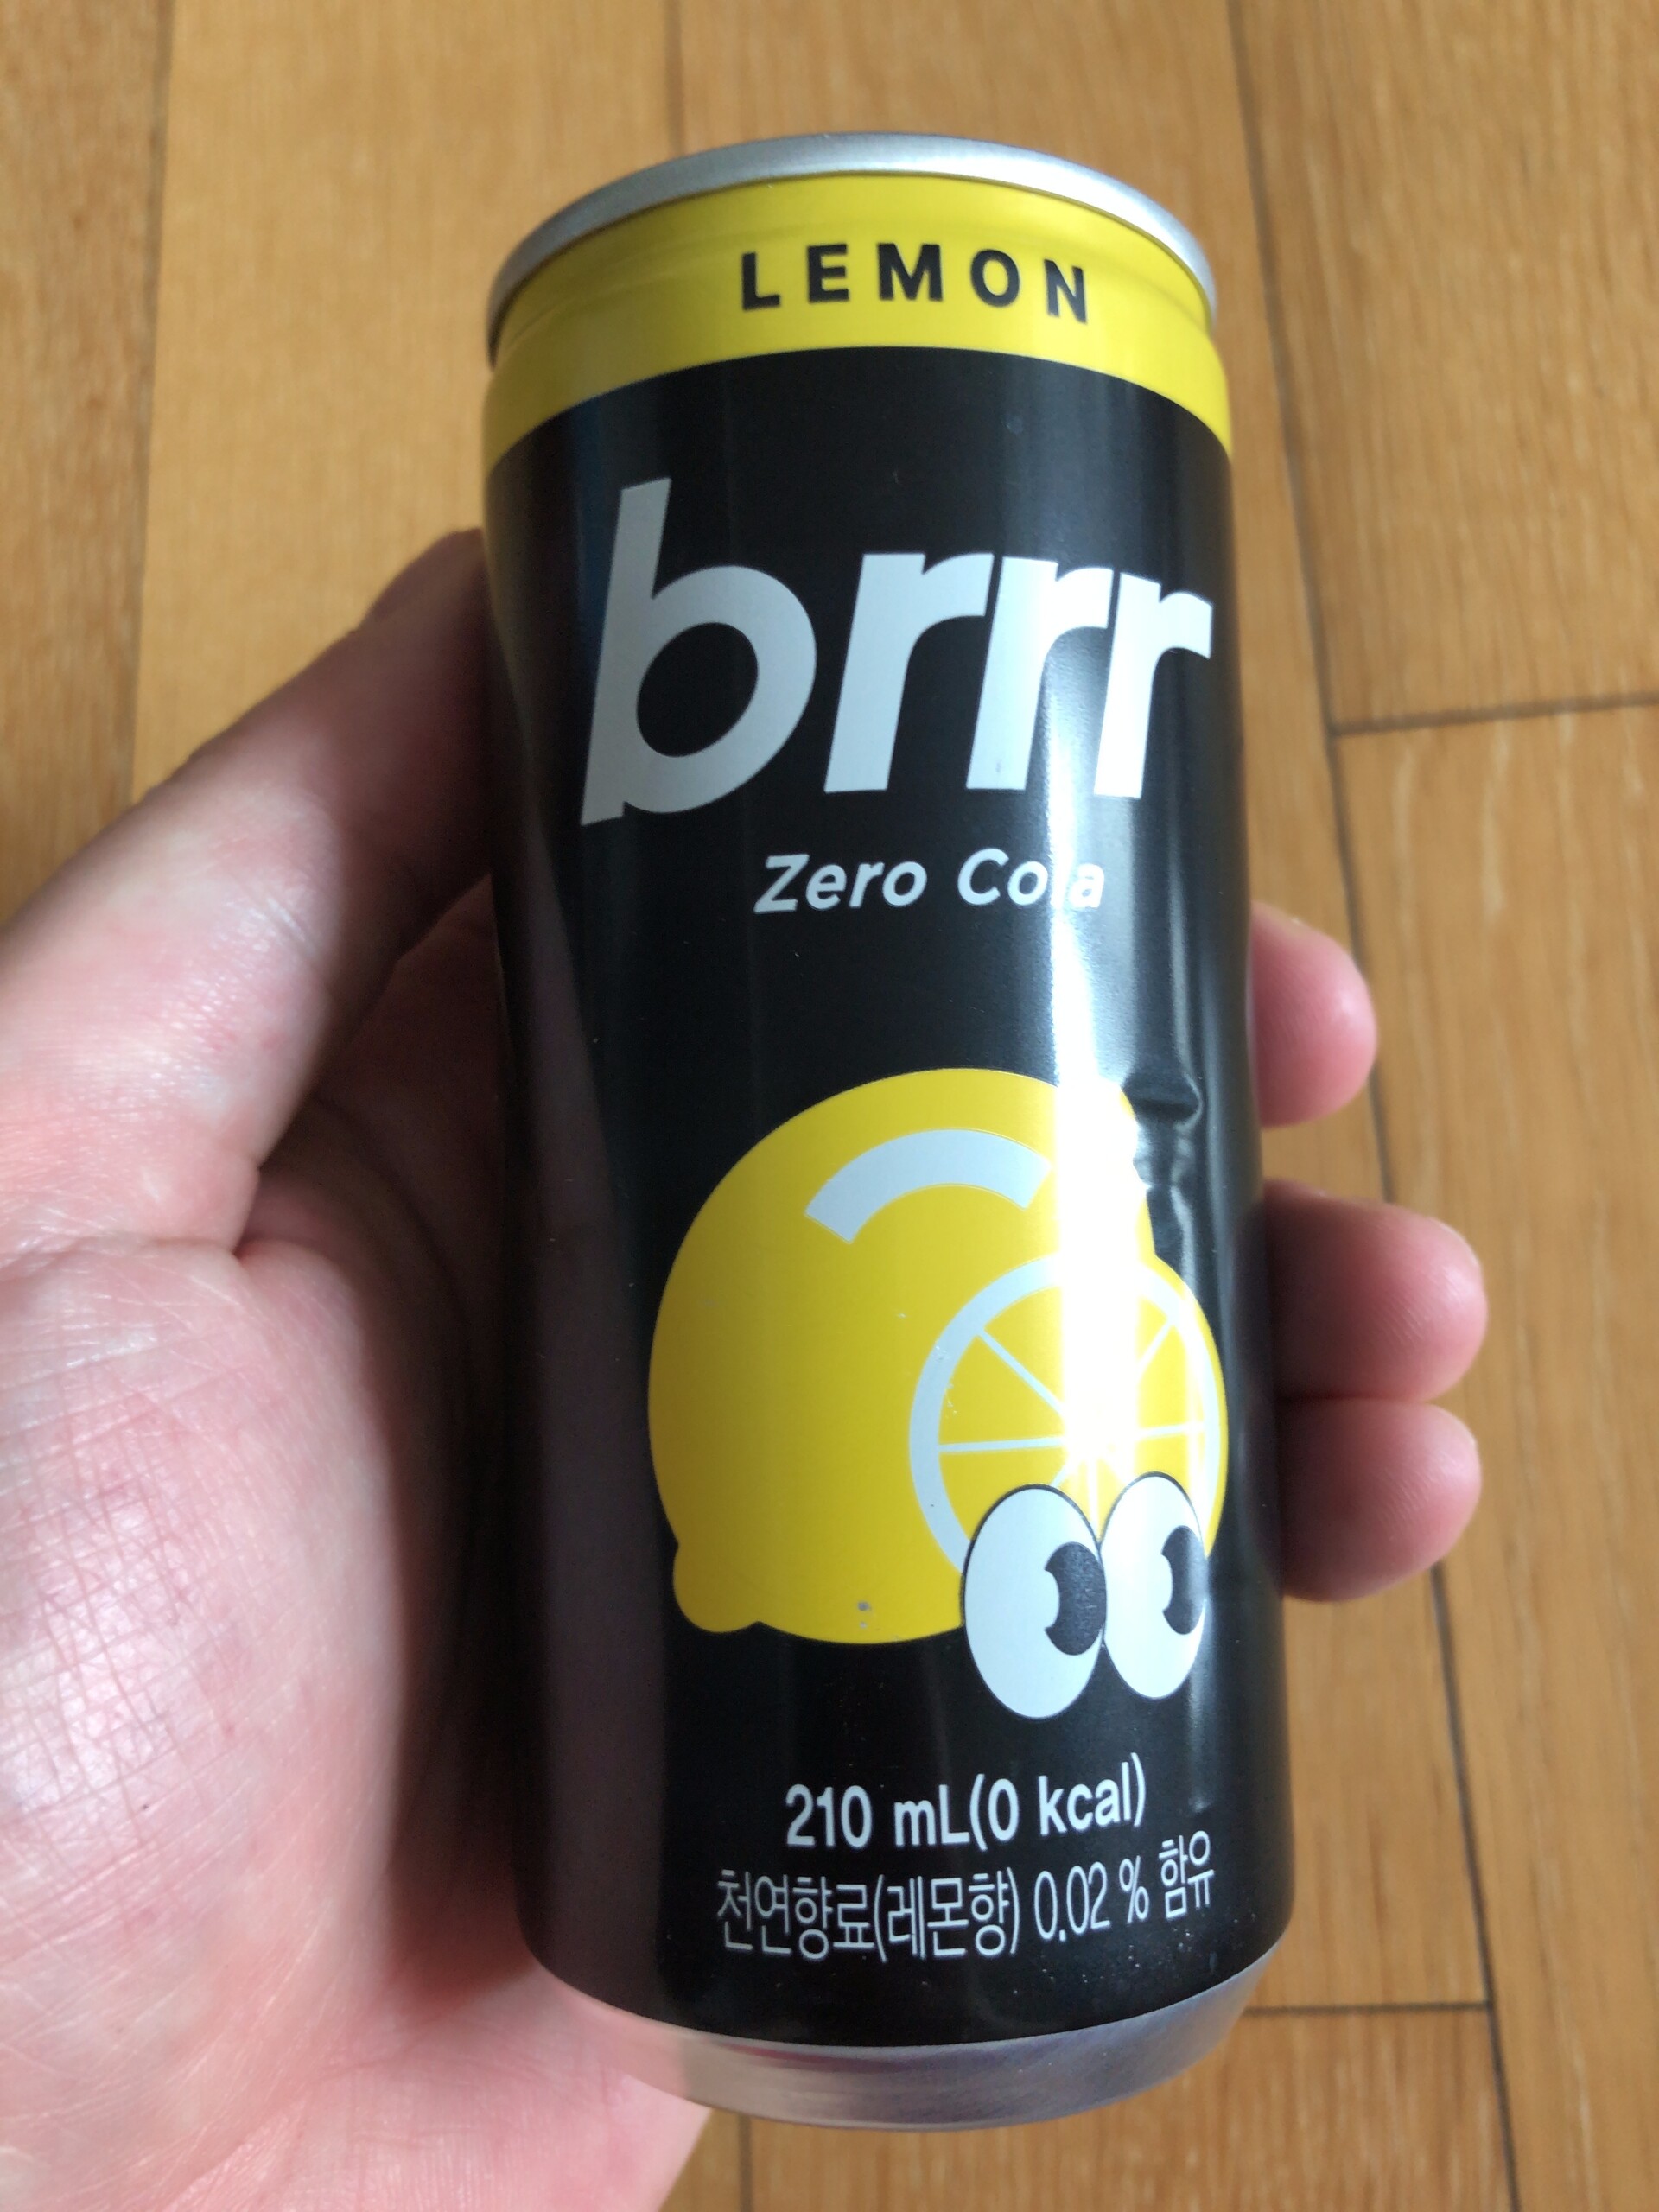 LEMON
brrr
Zero Cola
210 mL(0 kcal)
천연향료(레몬향) 0.02 % 함유